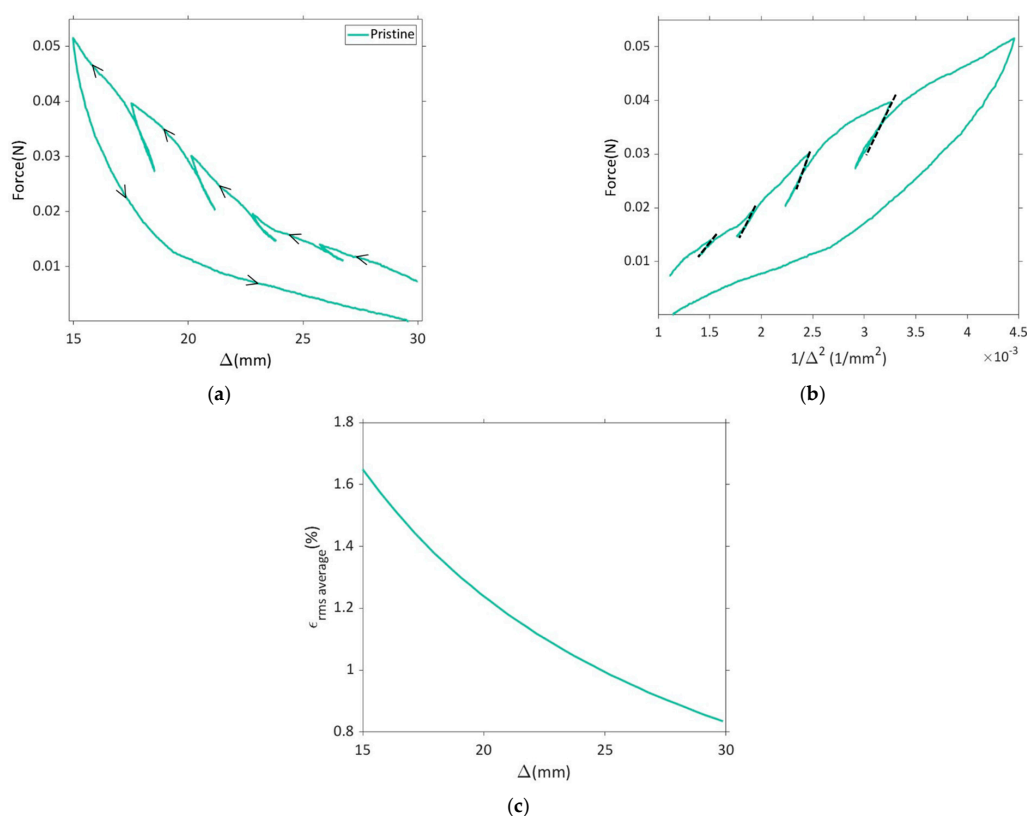 Pristine
0.05
0.04
0.03
0.02
0.01
Force(N)
15 20 25 30
Δ(mm)
(a)
0.05
0.04
0.03
0.02
0.01
Force(N)
1 1.5 2 2.5 3 3.5 4 4.5
1/Δ² (1/mm²) ×10⁻³
(b)
1.8
1.6
1.4
1.2
1
0.8
ϵ rms average(%)
15 20 25 30
Δ(mm)
(c)